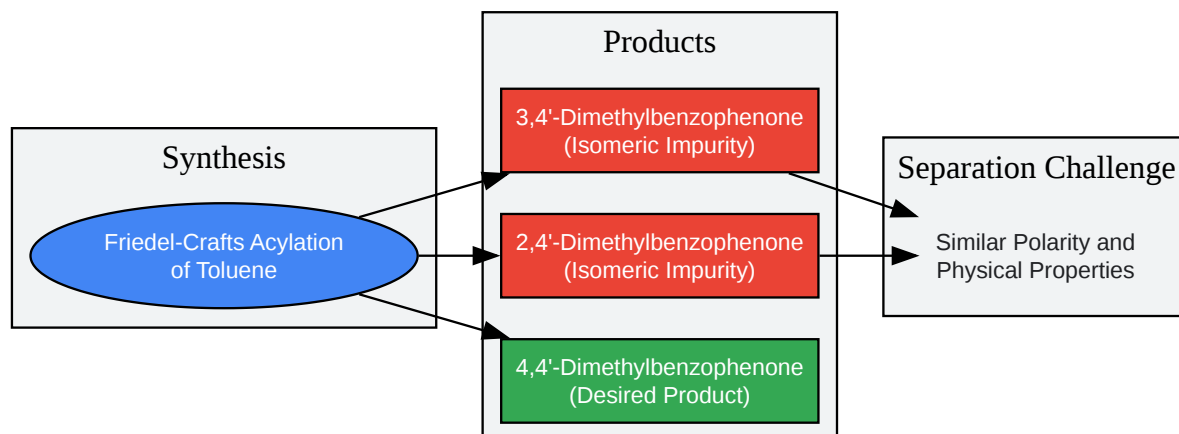 Synthesis
Friedel-Crafts Acylation
of Toluene
Products
3,4'-Dimethylbenzophenone
(Isomeric Impurity)
2,4'-Dimethylbenzophenone
(Isomeric Impurity)
4,4'-Dimethylbenzophenone
(Desired Product)
Separation Challenge
Similar Polarity and
Physical Properties